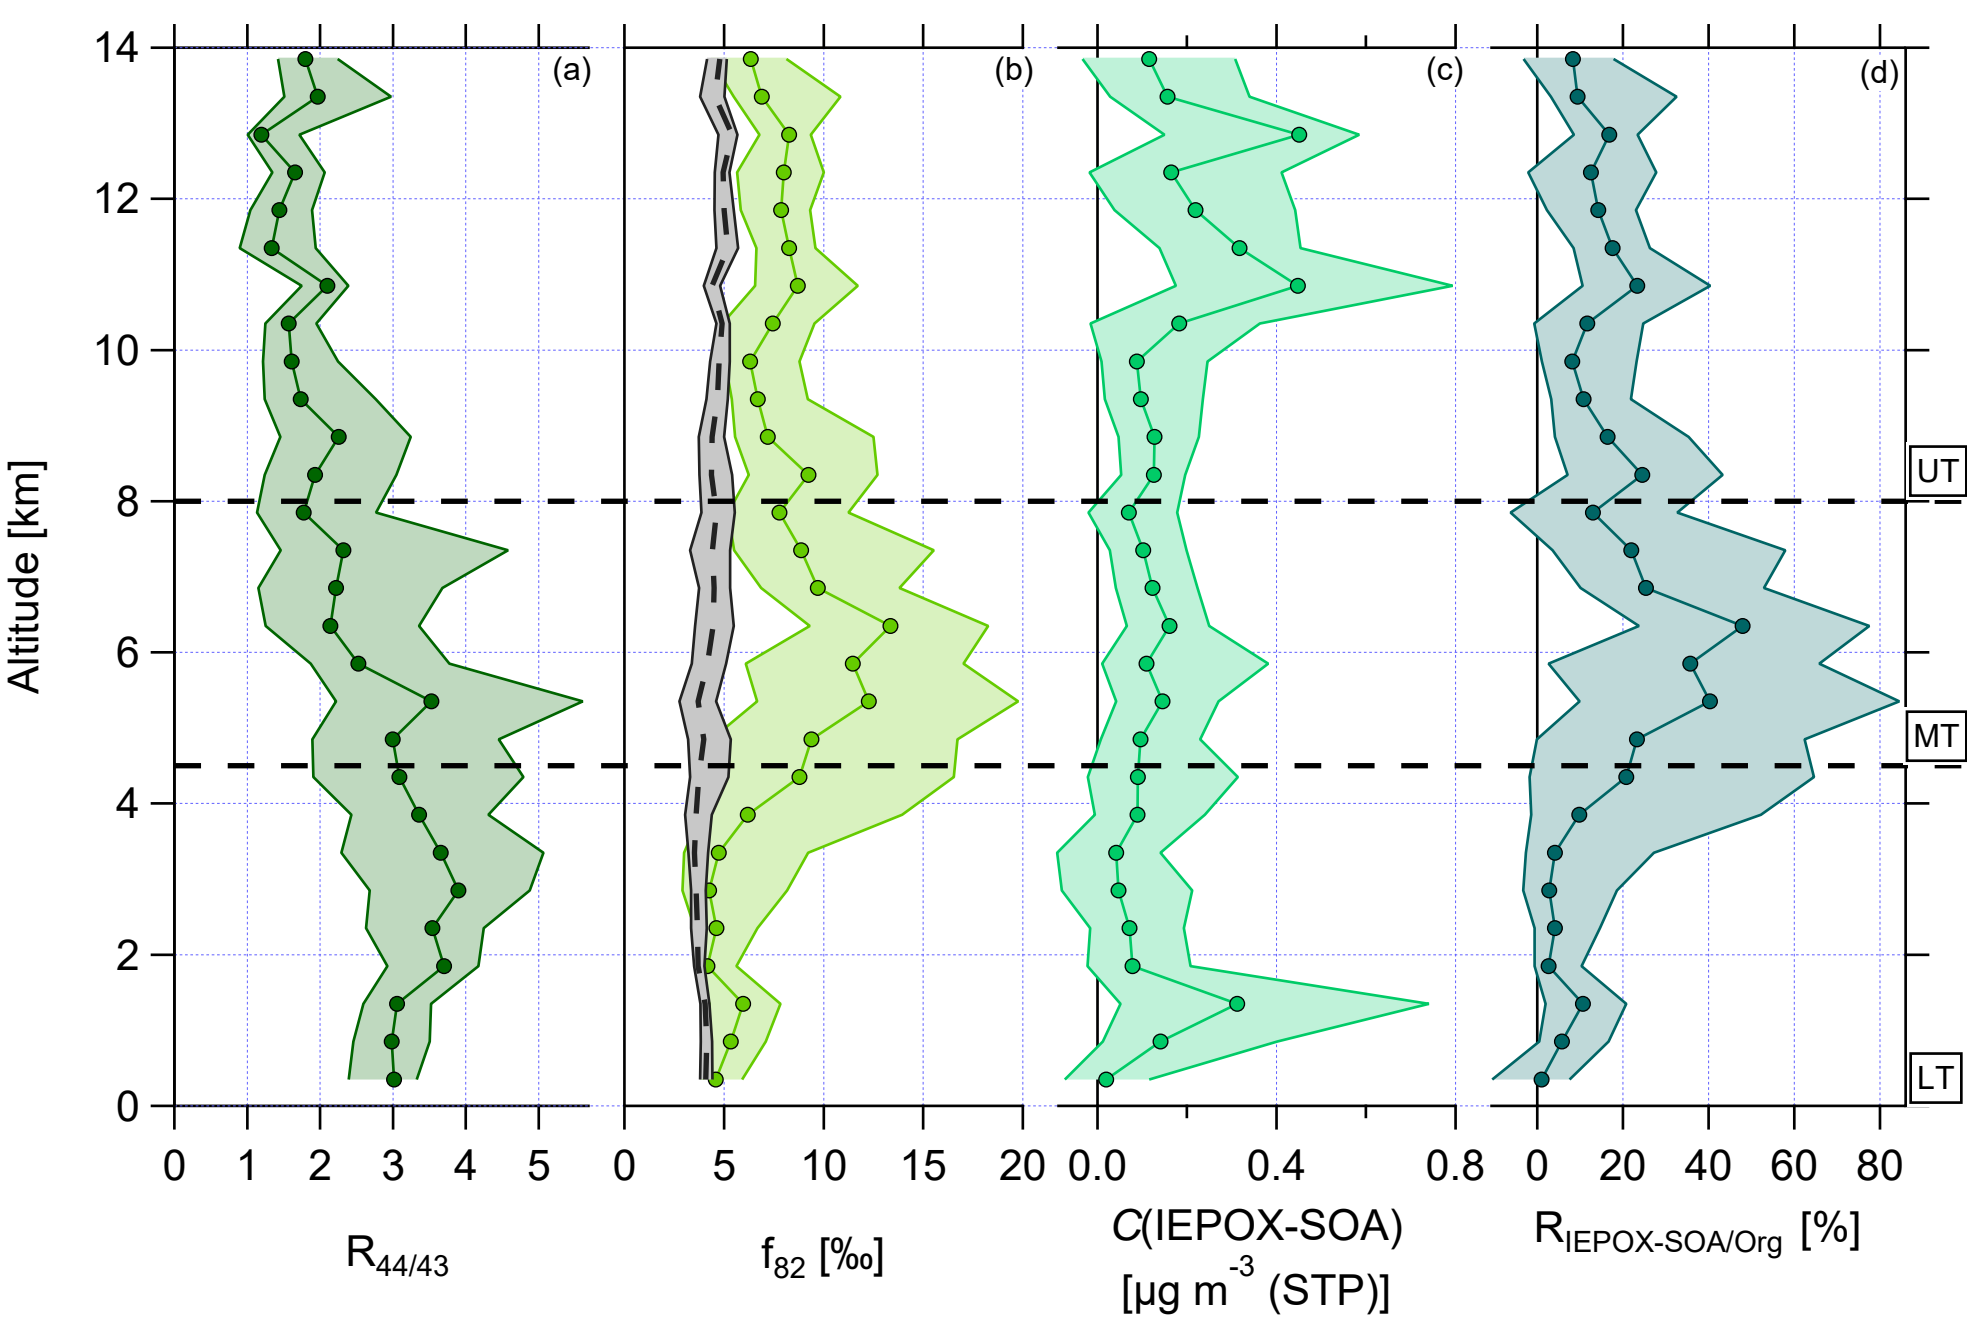 14
12
10
8
6
4
2
0
Altitude [km]
(a)
(b)
(c)
(d)
UT
MT
LT
0 1 2 3 4 5
0 5 10 15 20
0.0 0.4 0.8
0 20 40 60 80
R44/43
f82 [‰]
C(IEPOX-SOA)
[µg m-3 (STP)]
RIEPOX-SOA/Org [%]